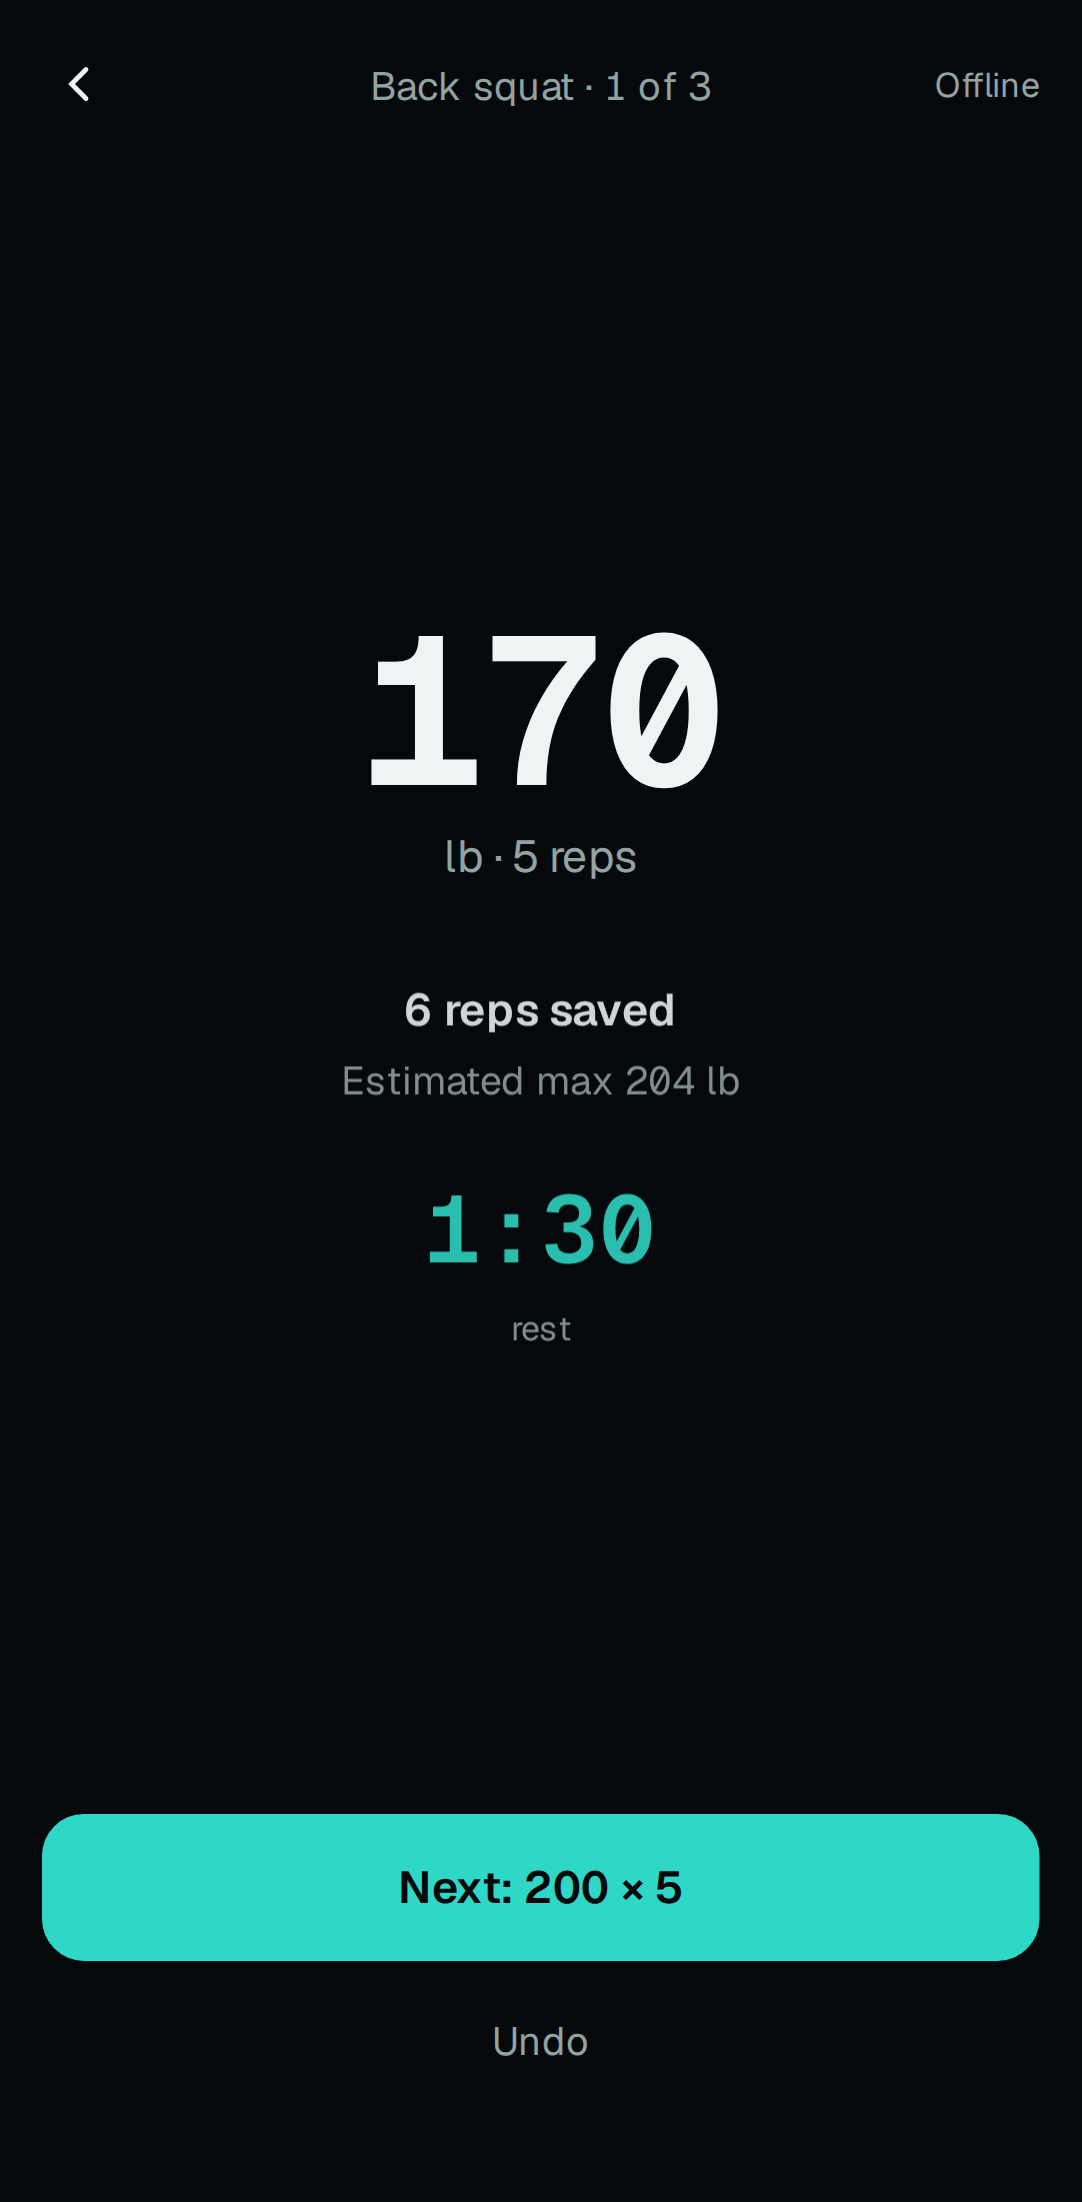 Back squat · 1 of 3
Offline
170
lb · 5 reps
6 reps saved
Estimated max 204 lb
1:30
rest
Next: 200 × 5
Undo